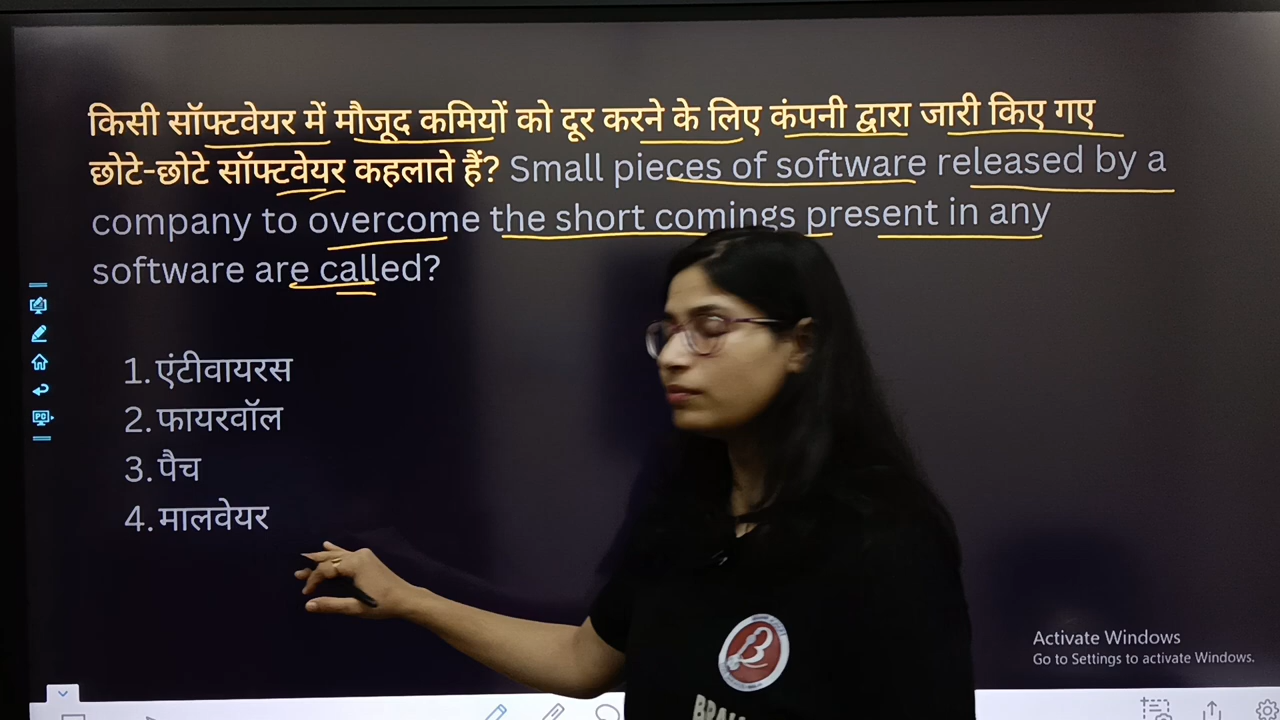 किसी सॉफ्टवेयर में मौजूद कमियों को दूर करने के लिए कंपनी द्वारा जारी किए गए
छोटे-छोटे सॉफ्टवेयर कहलाते हैं? Small pieces of software released by a
company to overcome the short comings present in any
software are called?
1. एंटीवायरस
2. फायरवॉल
3. पैच
4. मालवेयर
Activate Windows
Go to Settings to activate Windows.